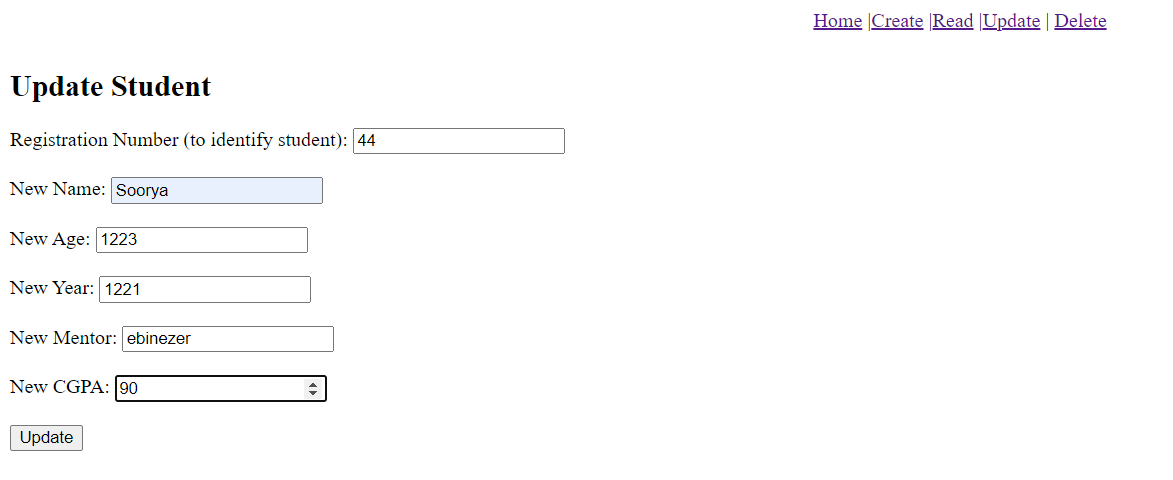 Home |Create |Read |Update | Delete
Update Student
Registration Number (to identify student): 44
New Name: Soorya
New Age: 1223
New Year: 1221
New Mentor: ebinezer
New CGPA: 90
Update